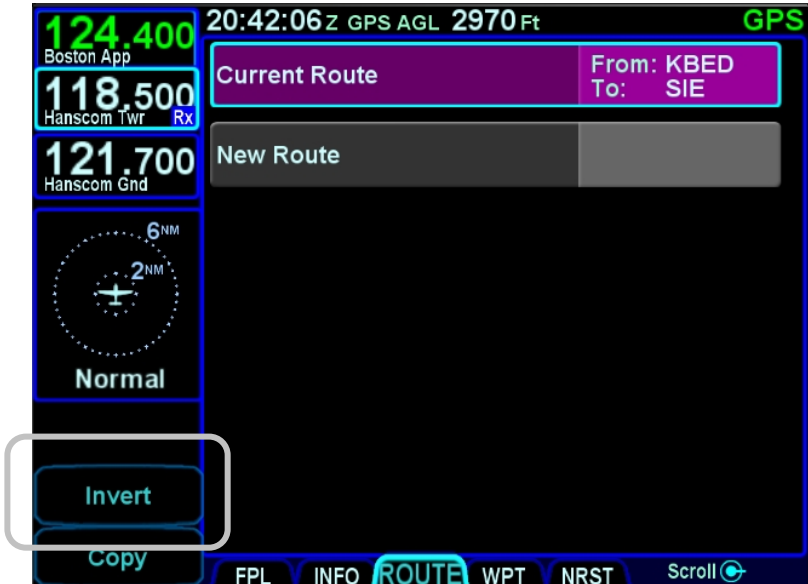 124.400
Boston App
118.500
Hanscom Twr Rx
121.700
Hanscom Gnd
6NM
2NM
Normal
Invert
Copy
20:42:06 Z GPS AGL 2970 Ft GPS
Current Route
From: KBED
To: SIE
New Route
FPL INFO ROUTE WPT NRST Scroll